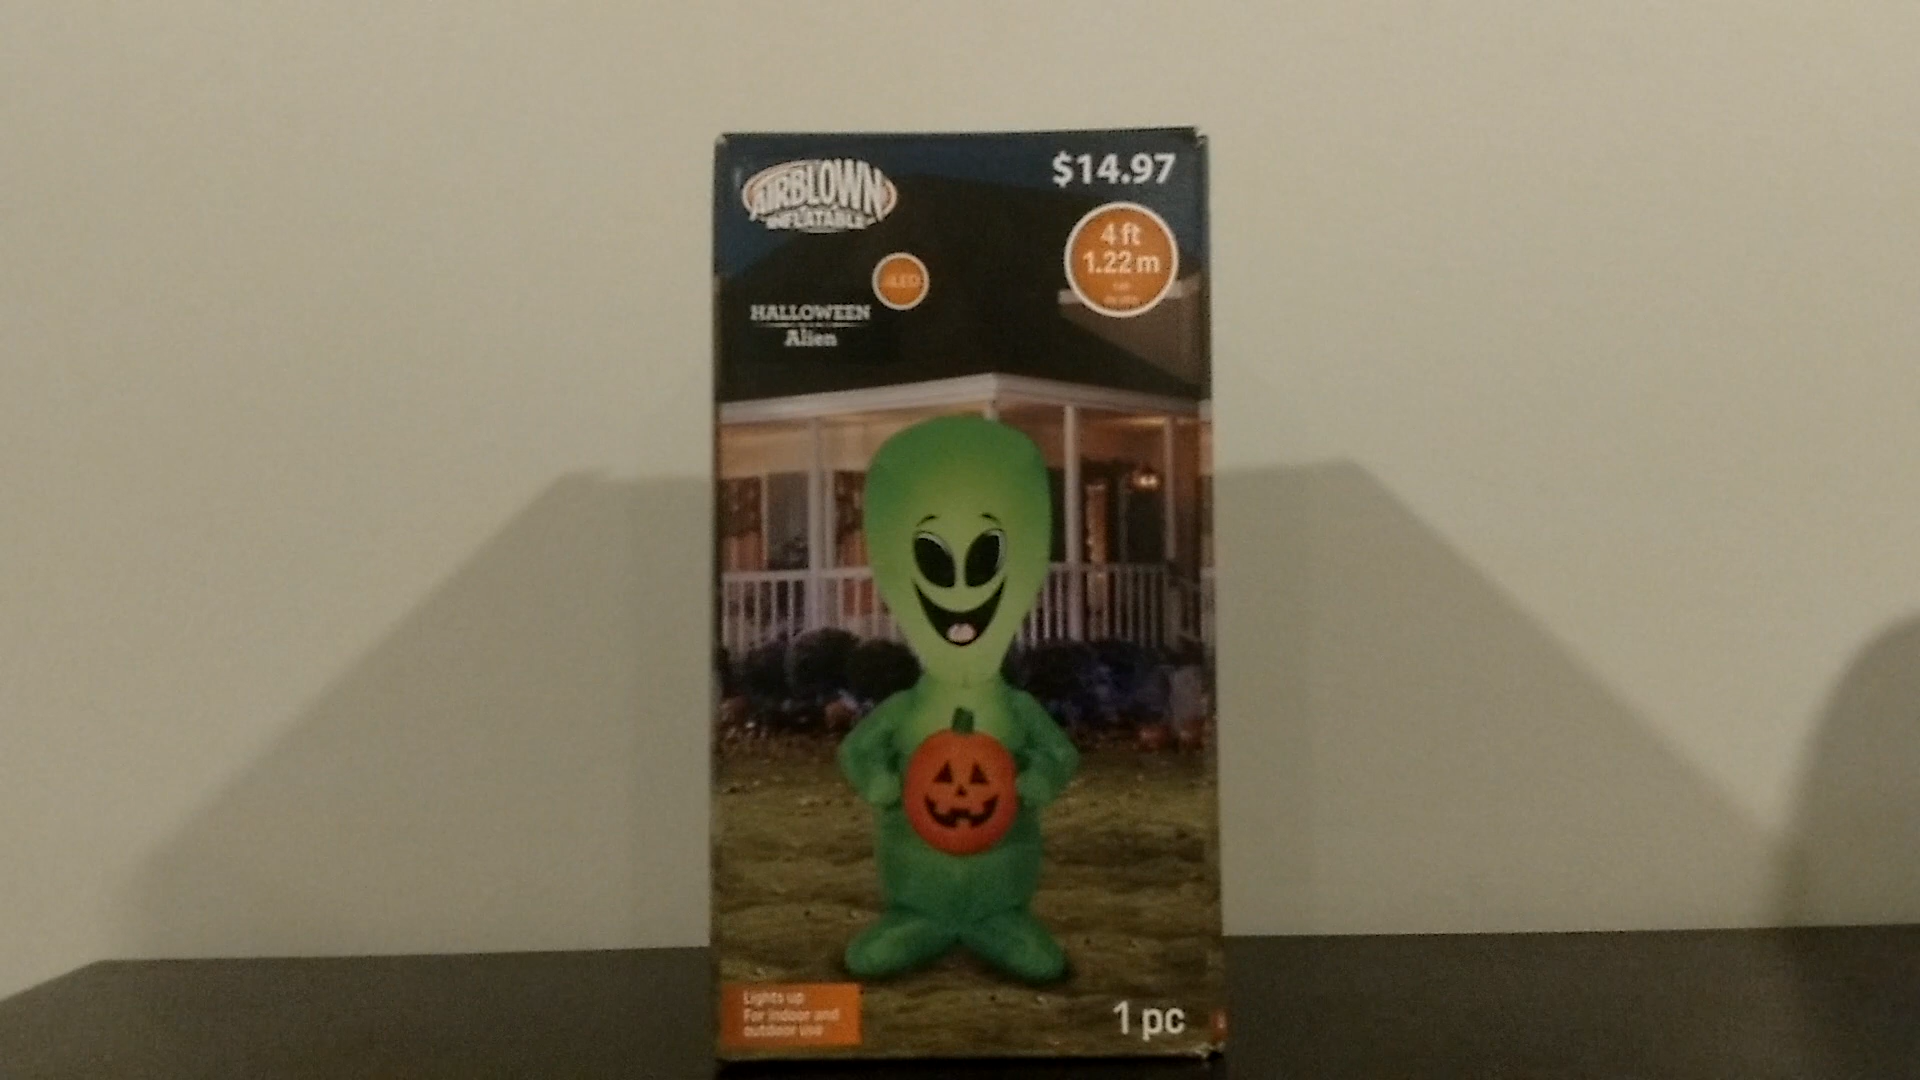 AIRBLOWN
INFLATABLE
$14.97
4 ft
1.22 m
LED
HALLOWEEN
Alien
Lights up
For indoor and
outdoor use
1 pc